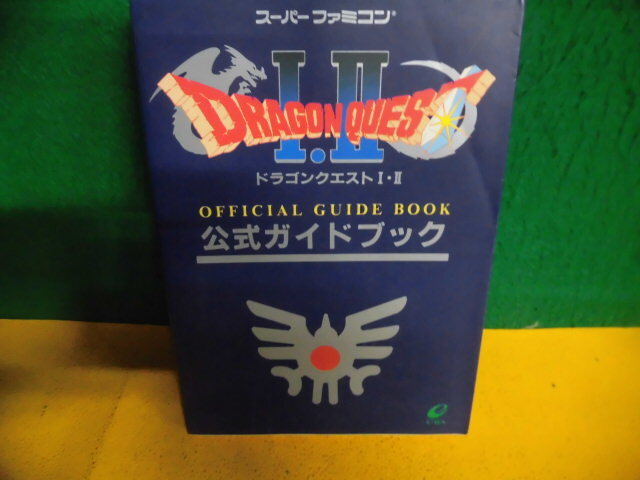 スーパーファミコン®
I・II
DRAGON QUEST
ドラゴンクエストI・II
OFFICIAL GUIDE BOOK
公式ガイドブック